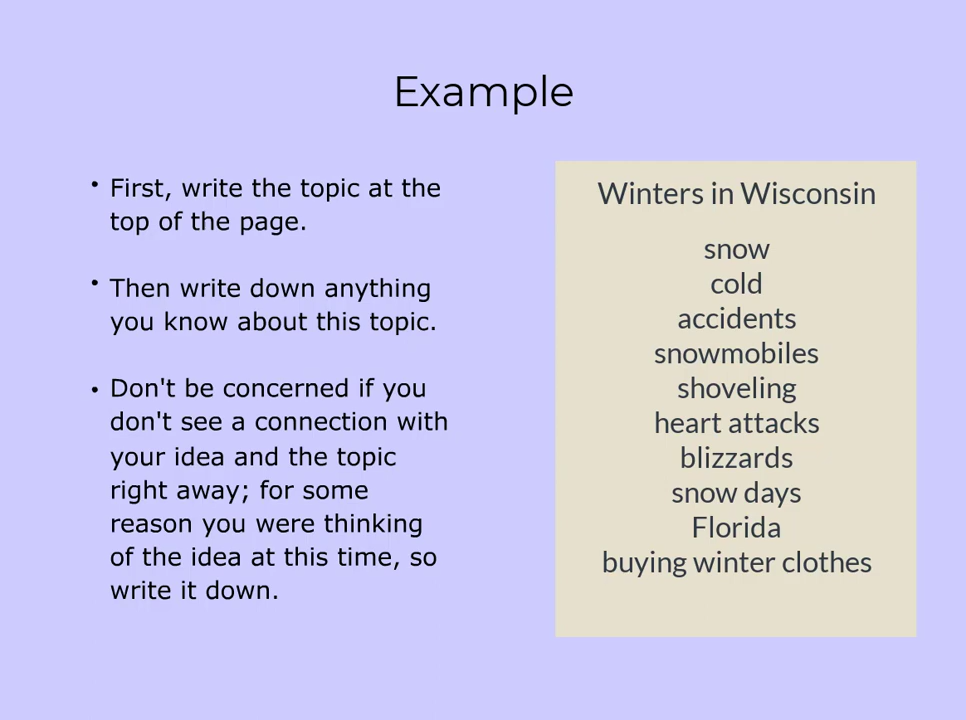 Example
• First, write the topic at the
top of the page.
• Then write down anything
you know about this topic.
• Don't be concerned if you
don't see a connection with
your idea and the topic
right away; for some
reason you were thinking
of the idea at this time, so
write it down.
Winters in Wisconsin
snow
cold
accidents
snowmobiles
shoveling
heart attacks
blizzards
snow days
Florida
buying winter clothes